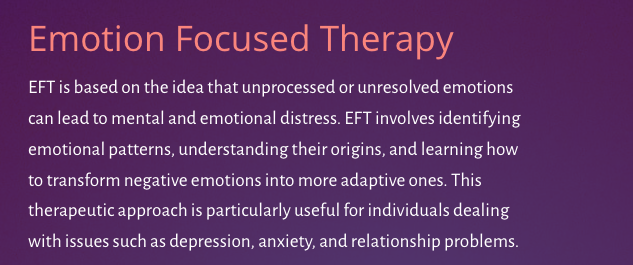 Emotion Focused Therapy
EFT is based on the idea that unprocessed or unresolved emotions
can lead to mental and emotional distress. EFT involves identifying
emotional patterns, understanding their origins, and learning how
to transform negative emotions into more adaptive ones. This
therapeutic approach is particularly useful for individuals dealing
with issues such as depression, anxiety, and relationship problems.